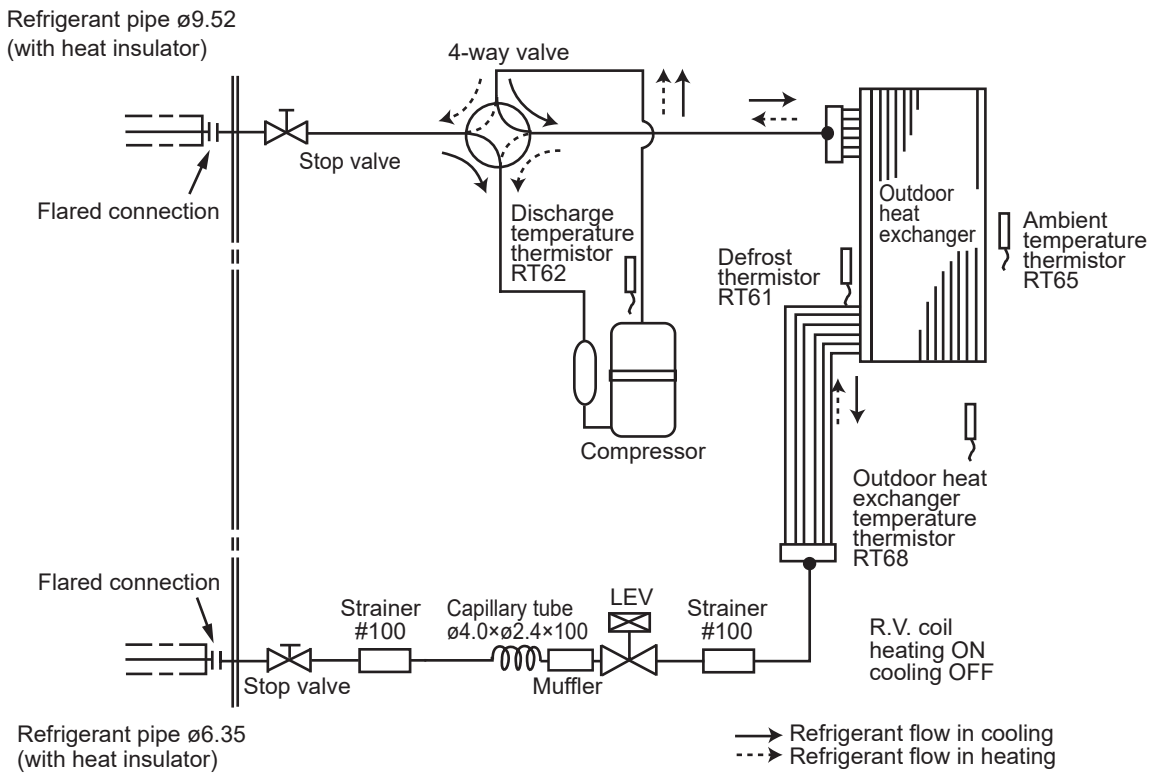 Refrigerant pipe ø9.52
(with heat insulator)
4-way valve
Stop valve
Flared connection
Discharge
temperature
thermistor
RT62
Outdoor
heat
exchanger
Ambient
temperature
thermistor
RT65
Defrost
thermistor
RT61
Compressor
Outdoor heat
exchanger
temperature
thermistor
RT68
Flared connection
Strainer
#100
Capillary tube
ø4.0×ø2.4×100
LEV
Strainer
#100
R.V. coil
heating ON
cooling OFF
Stop valve
Muffler
Refrigerant pipe ø6.35
(with heat insulator)
Refrigerant flow in cooling
Refrigerant flow in heating